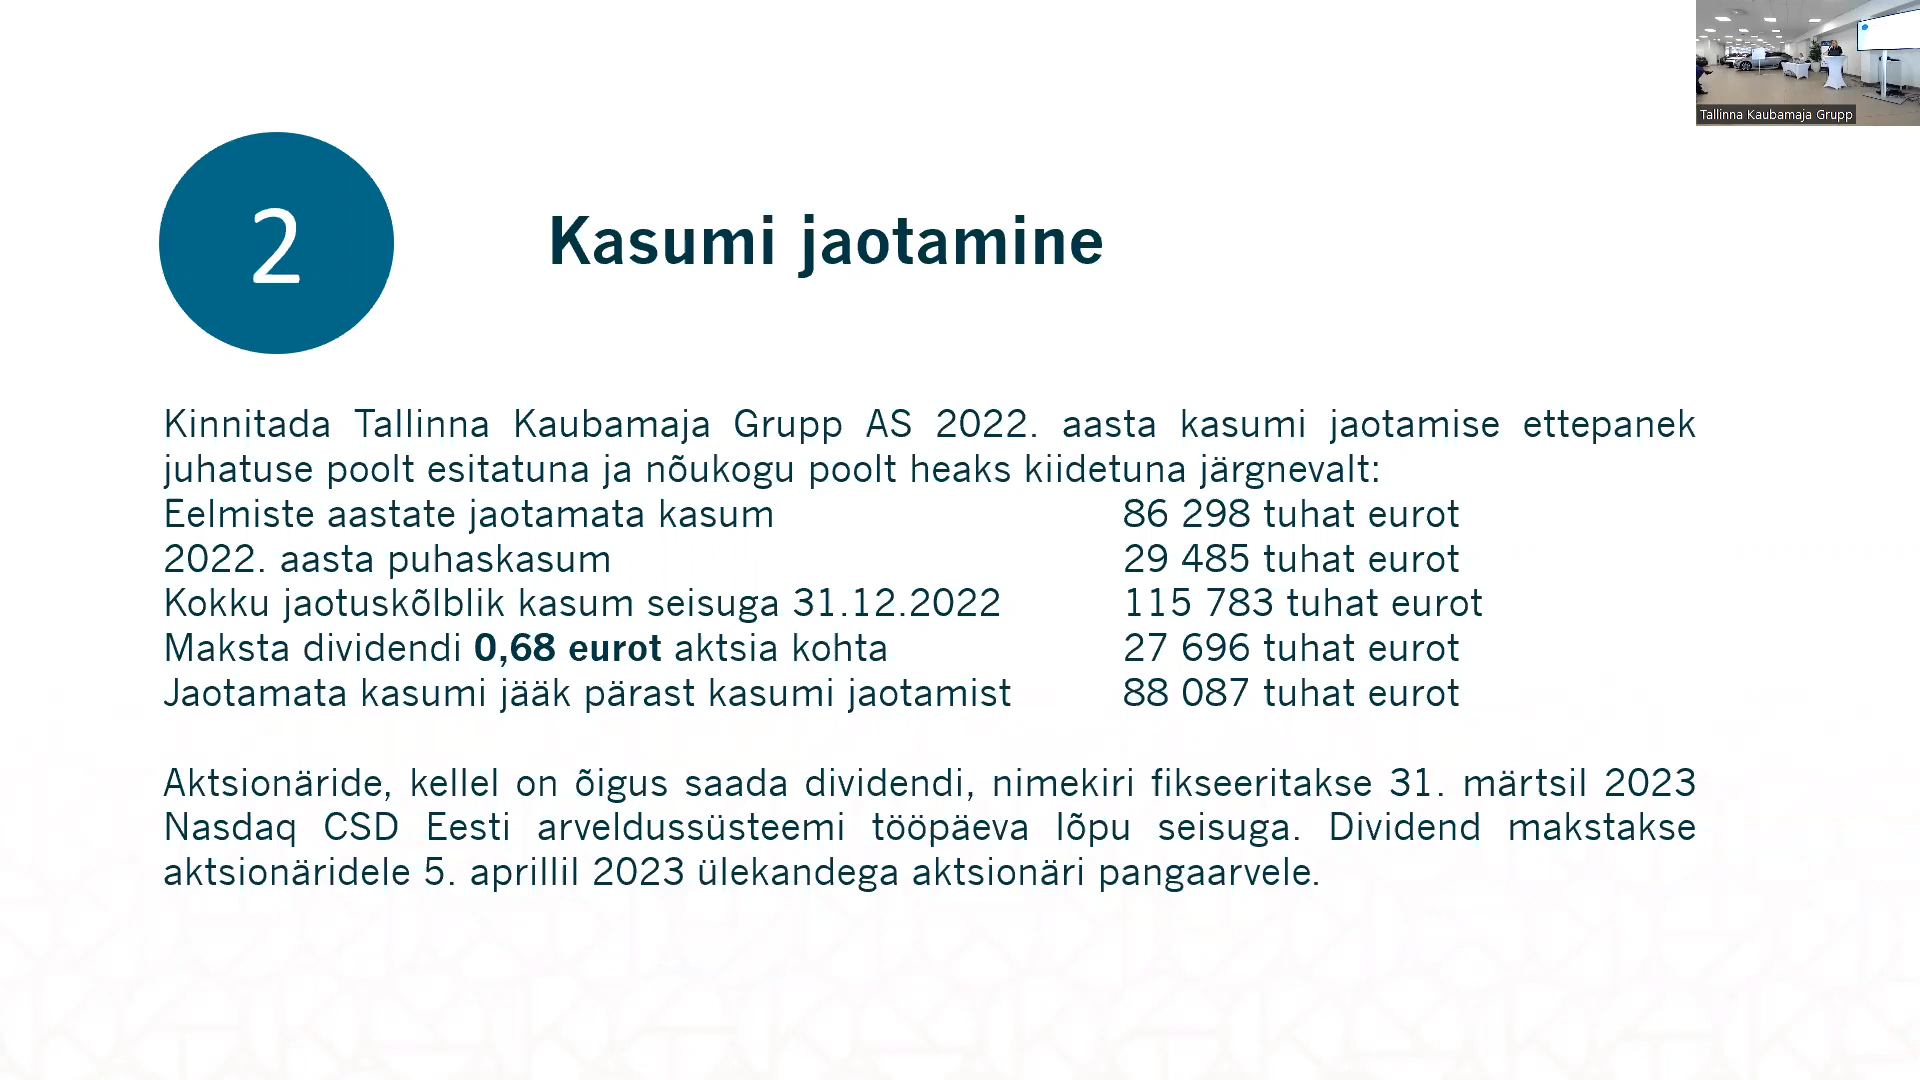 Tallinna Kaubamaja Grupp
2
Kasumi jaotamine
Kinnitada Tallinna Kaubamaja Grupp AS 2022. aasta kasumi jaotamise ettepanek
juhatuse poolt esitatuna ja nõukogu poolt heaks kiidetuna järgnevalt:
Eelmiste aastate jaotamata kasum 86 298 tuhat eurot
2022. aasta puhaskasum 29 485 tuhat eurot
Kokku jaotuskõlblik kasum seisuga 31.12.2022 115 783 tuhat eurot
Maksta dividendi 0,68 eurot aktsia kohta 27 696 tuhat eurot
Jaotamata kasumi jääk pärast kasumi jaotamist 88 087 tuhat eurot
Aktsionäride, kellel on õigus saada dividendi, nimekiri fikseeritakse 31. märtsil 2023
Nasdaq CSD Eesti arveldussüsteemi tööpäeva lõpu seisuga. Dividend makstakse
aktsionäridele 5. aprillil 2023 ülekandega aktsionäri pangaarvele.